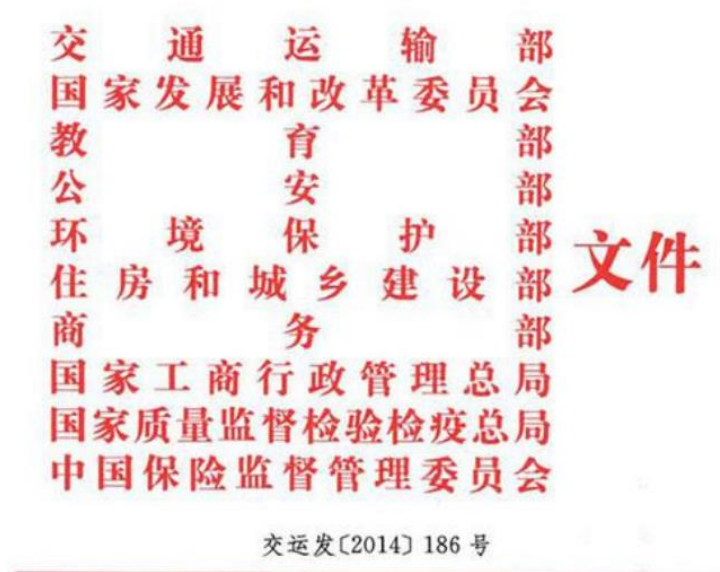 交通运输部
国家发展和改革委员会
教育部
公安部
环境保护部
住房和城乡建设部
商务部
国家工商行政管理总局
国家质量监督检验检疫总局
中国保险监督管理委员会
文件
交运发〔2014〕186 号